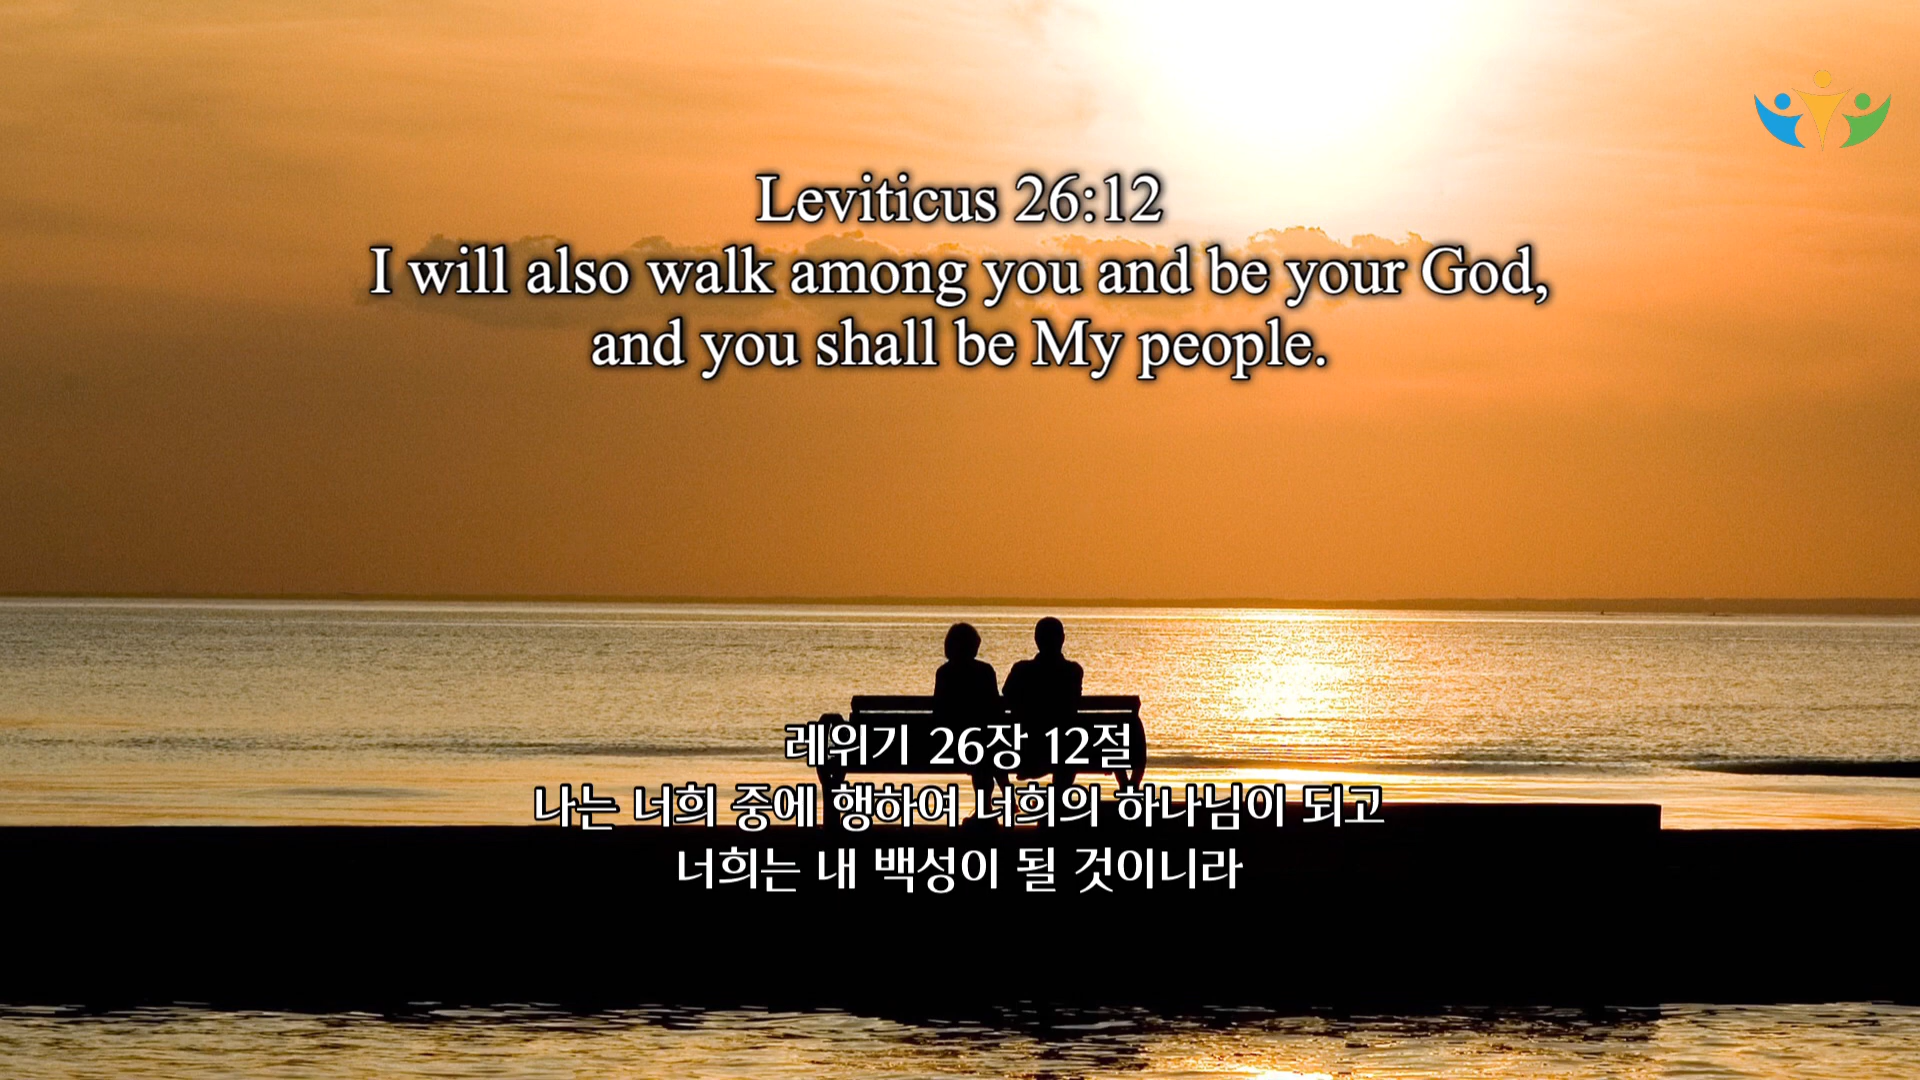 Leviticus 26:12
I will also walk among you and be your God,
and you shall be My people.
레위기 26장 12절
나는 너희 중에 행하여 너희의 하나님이 되고
너희는 내 백성이 될 것이니라